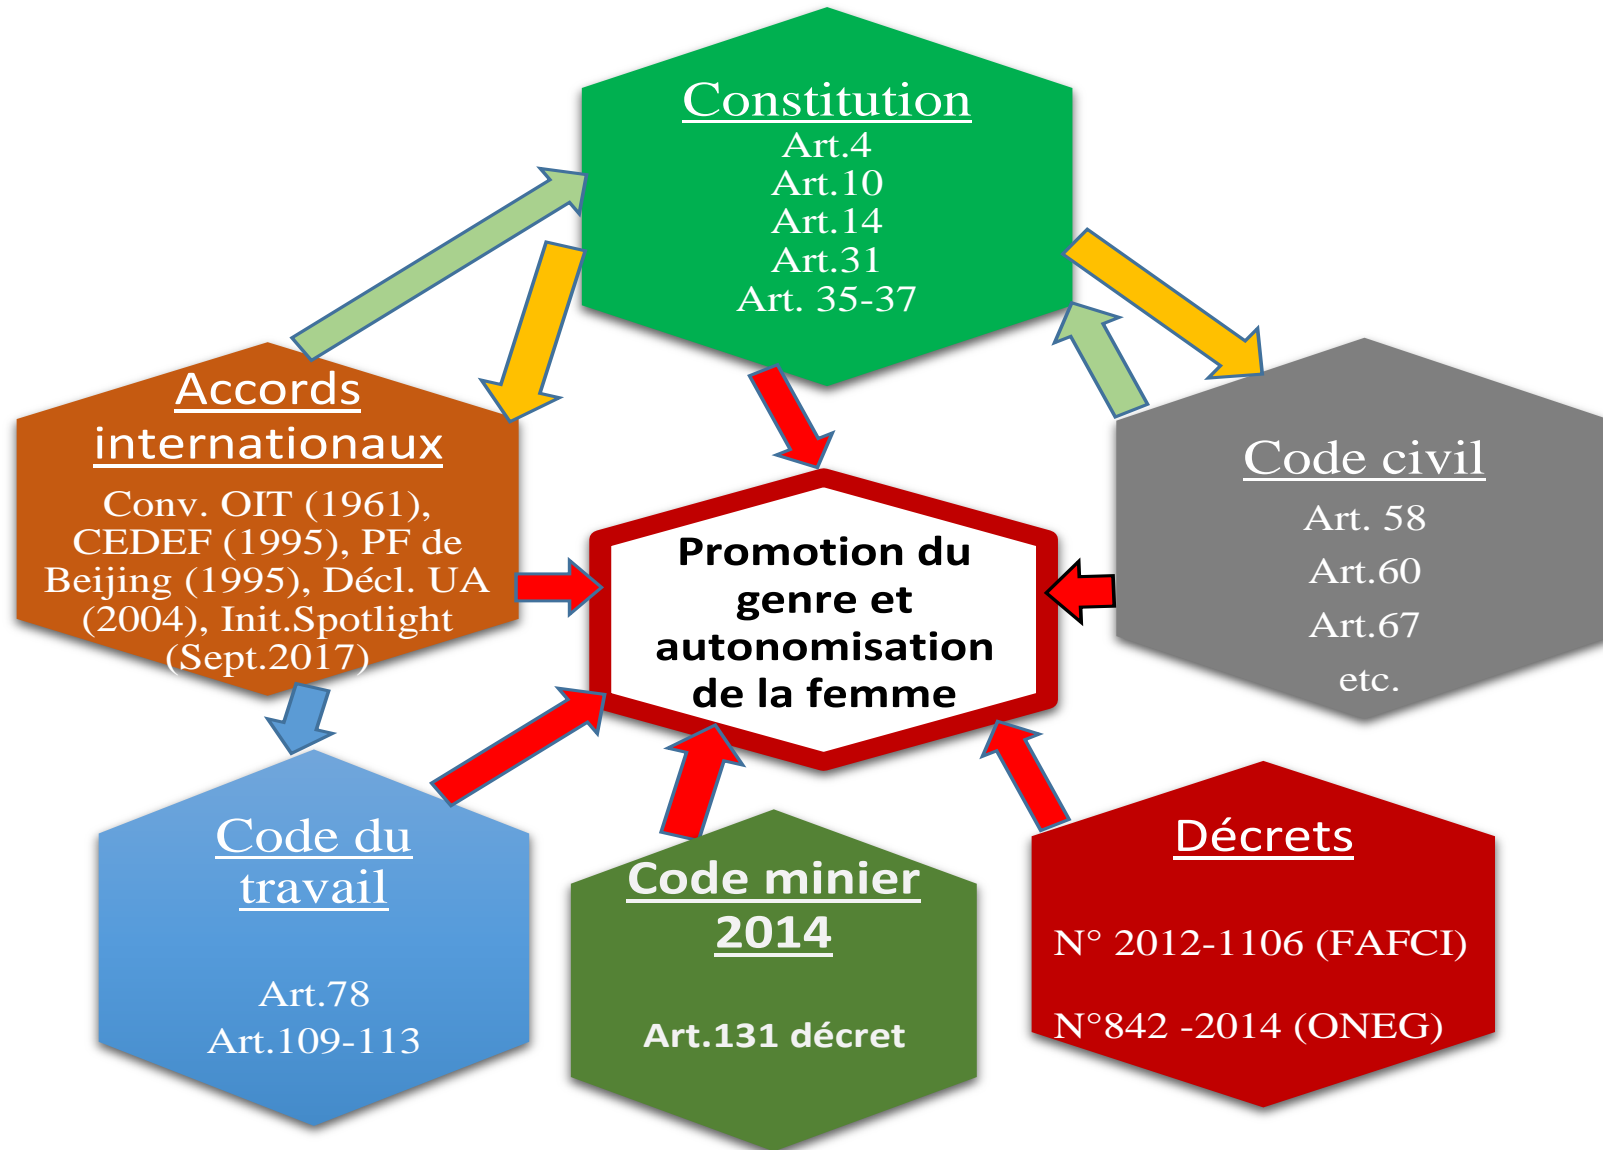 Constitution
Art.4
Art.10
Art.14
Art.31
Art. 35-37
Accords
internationaux
Conv. OIT (1961),
CEDEF (1995), PF de
Beijing (1995), Décl. UA
(2004), Init.Spotlight
(Sept.2017)
Code civil
Art. 58
Art.60
Art.67
etc.
Promotion du
genre et
autonomisation
de la femme
Code du
travail
Art.78
Art.109-113
Code minier
2014
Art.131 décret
Décrets
N° 2012-1106 (FAFCI)
N°842 -2014 (ONEG)